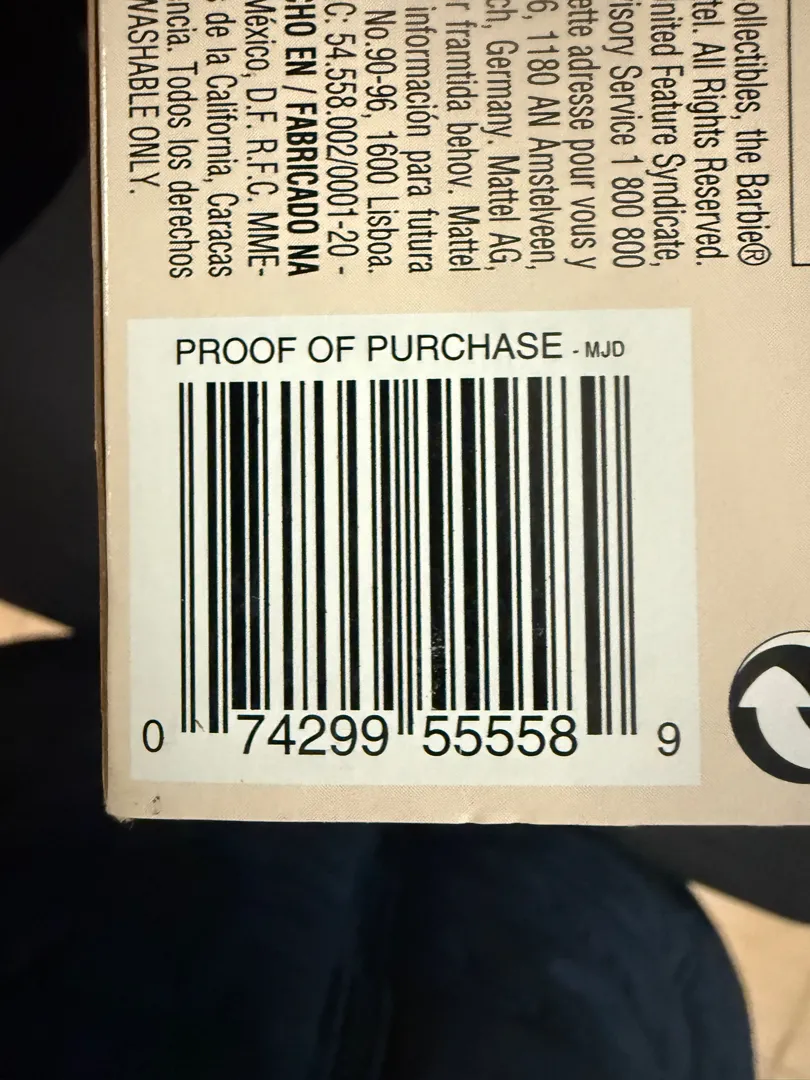 ollectibles, the Barbie®
tel. All Rights Reserved.
nited Feature Syndicate,
isory Service 1 800 800
ette adresse pour vous y
6, 1180 AN Amstelveen,
ch, Germany. Mattel AG,
r framtida behov. Mattel
información para futura
No.90-96, 1600 Lisboa.
C: 54.558.002/0001-20 -
HO EN / FABRICADO NA
México, D.F. R.F.C. MME-
s de la California, Caracas
encia. Todos los derechos
WASHABLE ONLY.
PROOF OF PURCHASE - MJD
0 74299 55558 9